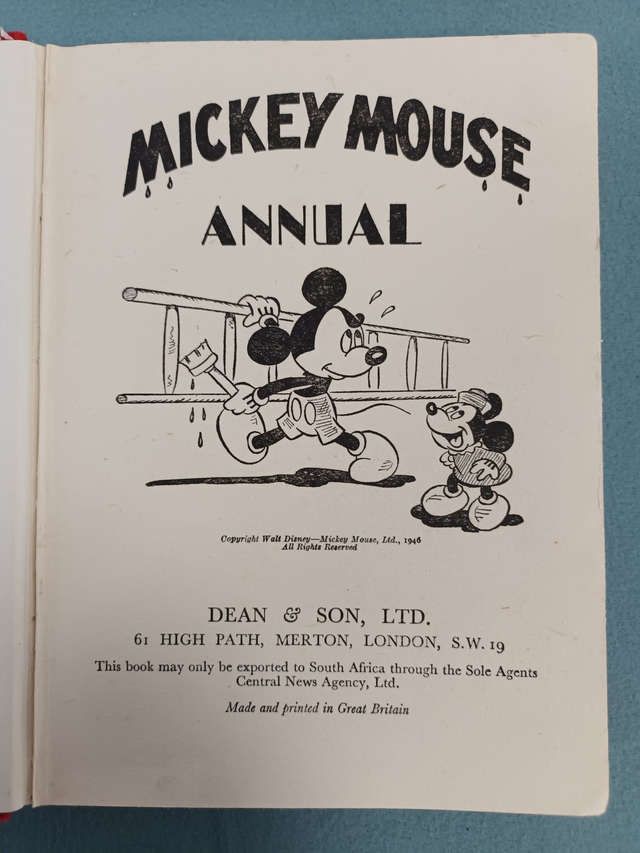 MICKEY MOUSE
ANNUAL
Copyright Walt Disney—Mickey Mouse, Ltd., 1946
All Rights Reserved
DEAN & SON, LTD.
61 HIGH PATH, MERTON, LONDON, S.W. 19
This book may only be exported to South Africa through the Sole Agents
Central News Agency, Ltd.
Made and printed in Great Britain